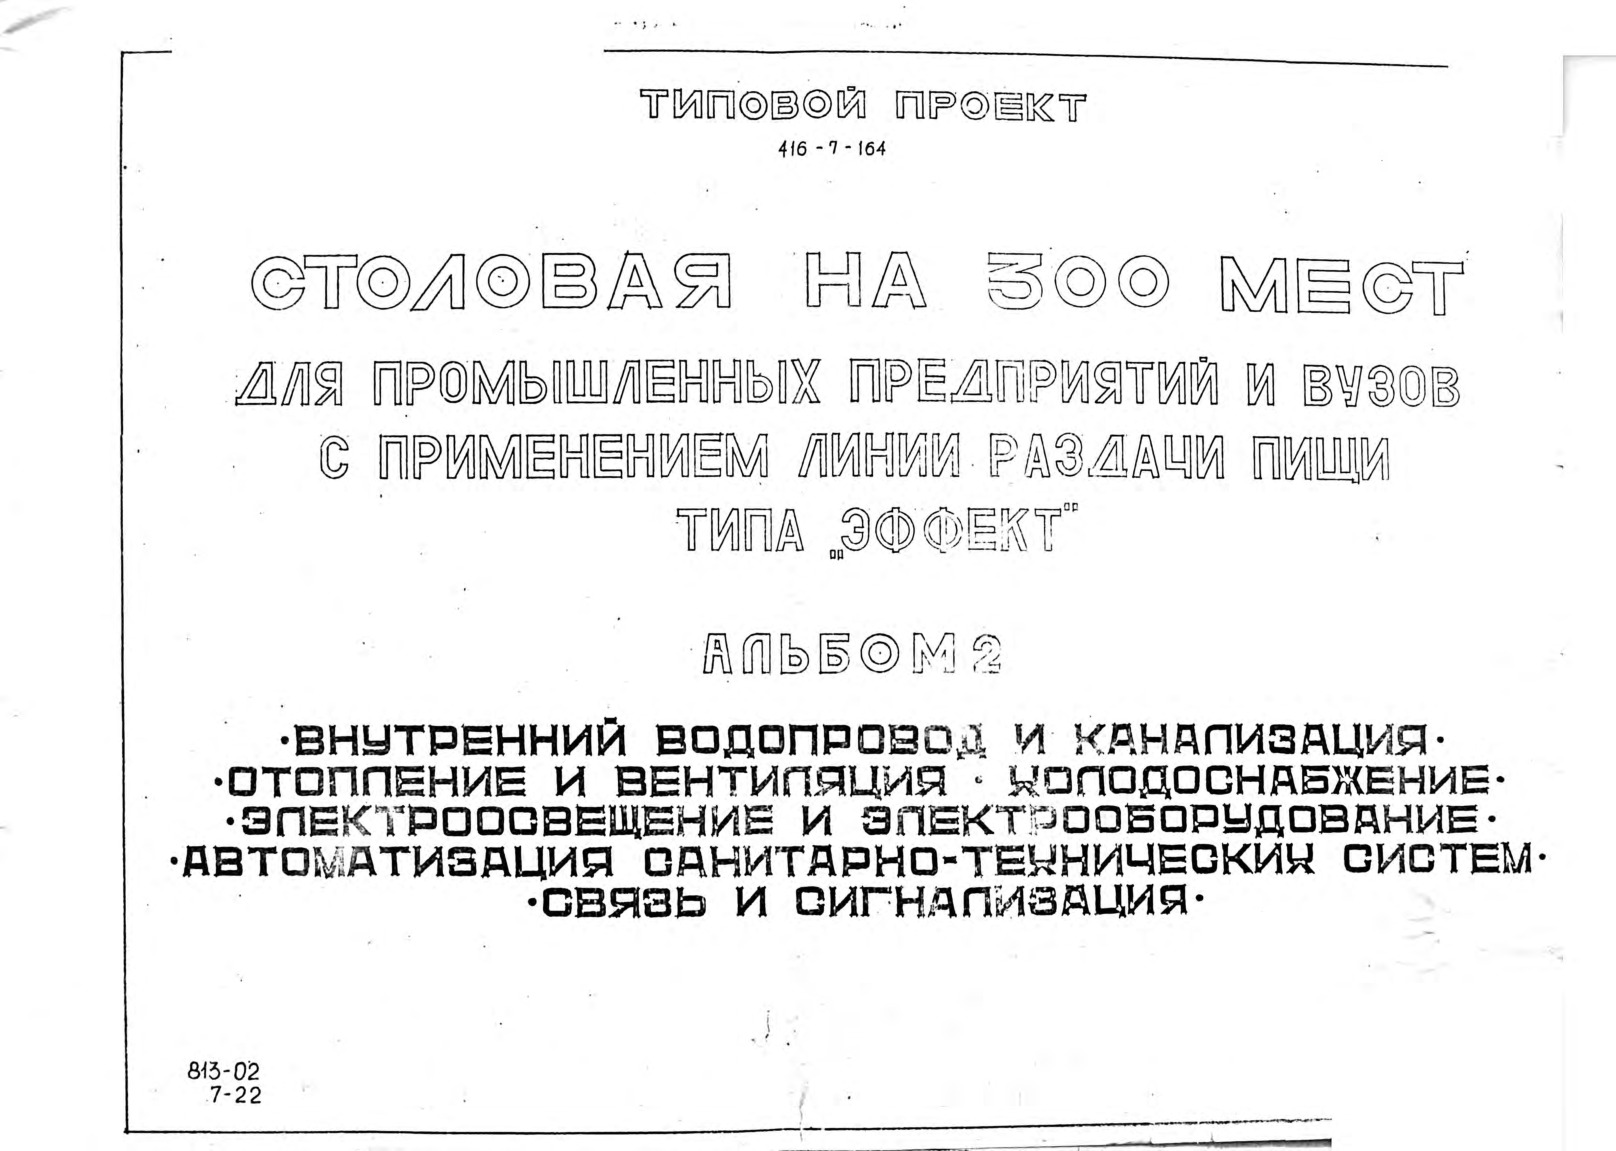 ТИПОВОЙ ПРОЕКТ
416-7-164
СТОЛОВАЯ НА 300 МЕСТ
ДЛЯ ПРОМЫШЛЕННЫХ ПРЕДПРИЯТИЙ И ВУЗОВ
С ПРИМЕНЕНИЕМ ЛИНИИ РАЗДАЧИ ПИЩИ
ТИПА „ЭФФЕКТ"
АЛЬБОМ 2
·ВНУТРЕННИЙ ВОДОПРОВОД И КАНАЛИЗАЦИЯ·
·ОТОПЛЕНИЕ И ВЕНТИЛЯЦИЯ · ХОЛОДОСНАБЖЕНИЕ·
·ЭЛЕКТРООСВЕЩЕНИЕ И ЭЛЕКТРООБОРУДОВАНИЕ·
·АВТОМАТИЗАЦИЯ САНИТАРНО-ТЕХНИЧЕСКИХ СИСТЕМ·
·СВЯЗЬ И СИГНАЛИЗАЦИЯ·
813-02
7-22